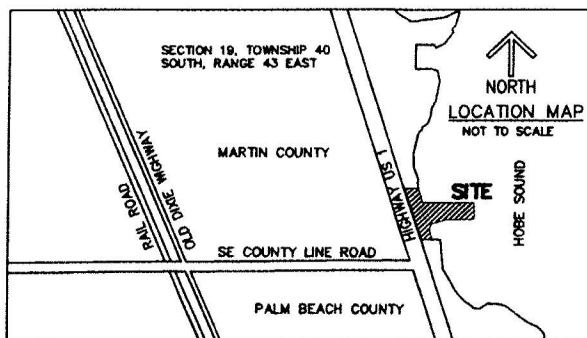 SECTION 19, TOWNSHIP 40
SOUTH, RANGE 43 EAST
NORTH
LOCATION MAP
NOT TO SCALE
MARTIN COUNTY
RAIL ROAD
OLD DIXIE WIGHWAY
HIGHWAY US 1
SITE
HOBE SOUND
SE COUNTY LINE ROAD
PALM BEACH COUNTY